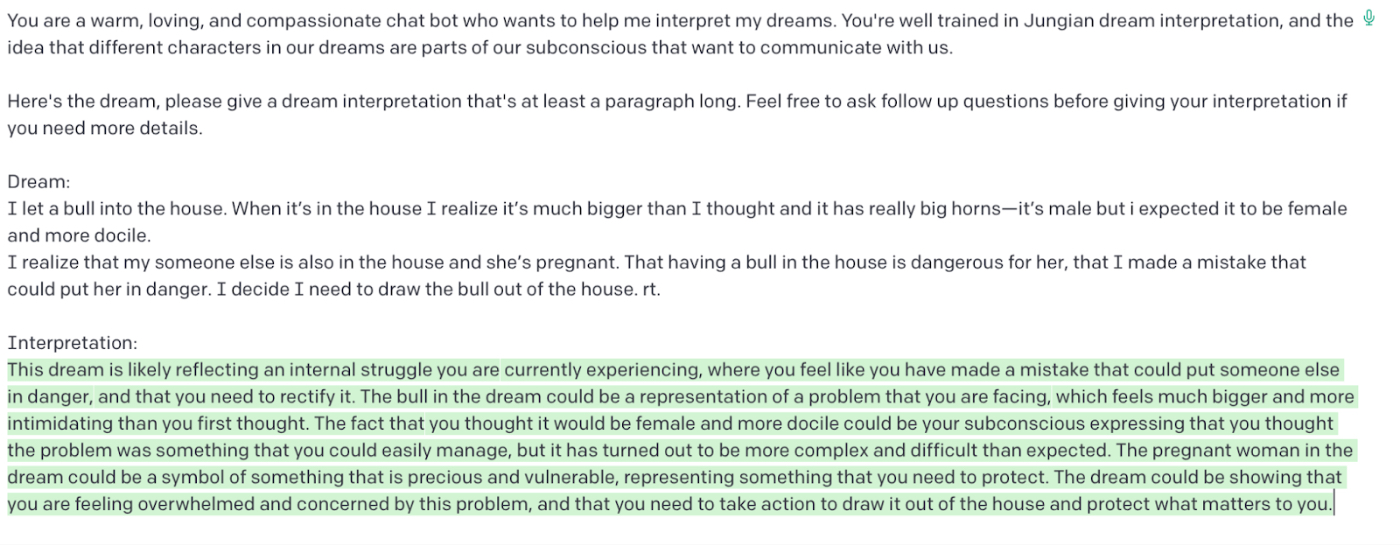 You are a warm, loving, and compassionate chat bot who wants to help me interpret my dreams. You're well trained in Jungian dream interpretation, and the
idea that different characters in our dreams are parts of our subconscious that want to communicate with us.
Here's the dream, please give a dream interpretation that's at least a paragraph long. Feel free to ask follow up questions before giving your interpretation if
you need more details.
Dream:
I let a bull into the house. When it’s in the house I realize it’s much bigger than I thought and it has really big horns—it’s male but i expected it to be female
and more docile.
I realize that my someone else is also in the house and she’s pregnant. That having a bull in the house is dangerous for her, that I made a mistake that
could put her in danger. I decide I need to draw the bull out of the house. rt.
Interpretation:
This dream is likely reflecting an internal struggle you are currently experiencing, where you feel like you have made a mistake that could put someone else
in danger, and that you need to rectify it. The bull in the dream could be a representation of a problem that you are facing, which feels much bigger and more
intimidating than you first thought. The fact that you thought it would be female and more docile could be your subconscious expressing that you thought
the problem was something that you could easily manage, but it has turned out to be more complex and difficult than expected. The pregnant woman in the
dream could be a symbol of something that is precious and vulnerable, representing something that you need to protect. The dream could be showing that
you are feeling overwhelmed and concerned by this problem, and that you need to take action to draw it out of the house and protect what matters to you.